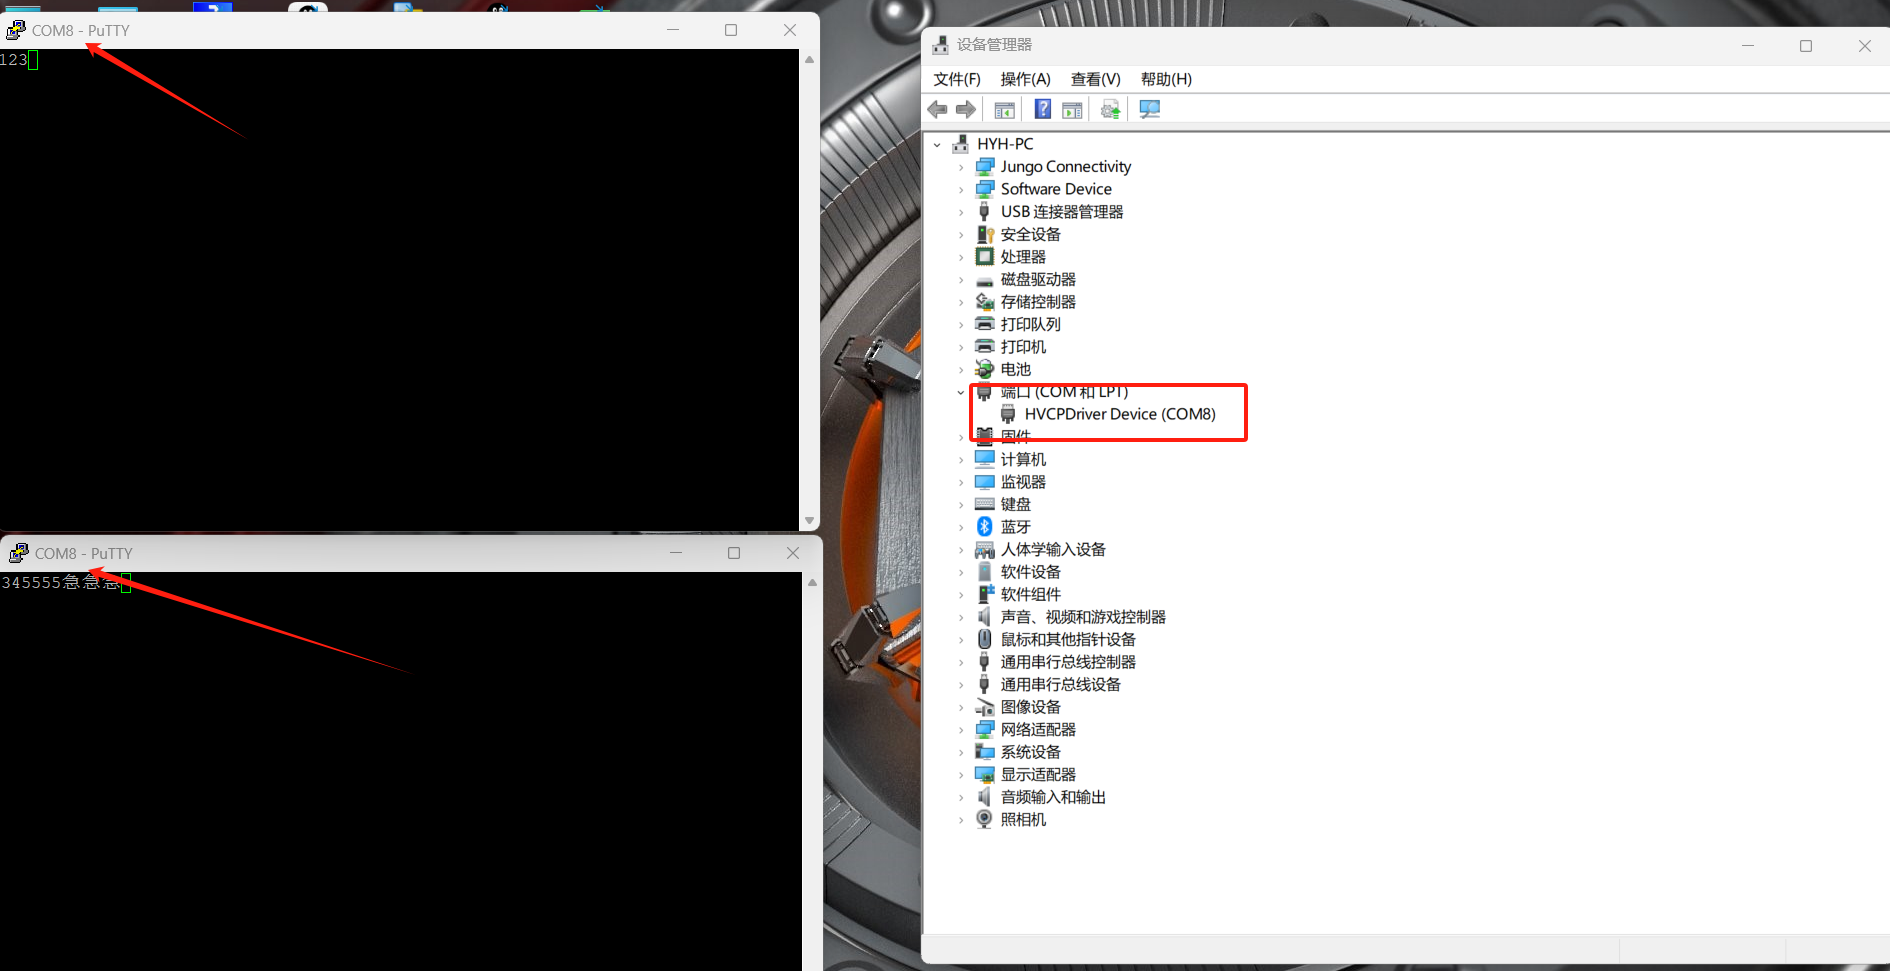 COM8 - PuTTY
123
COM8 - PuTTY
345555急急急
设备管理器
文件(F) 操作(A) 查看(V) 帮助(H)
HYH-PC
Jungo Connectivity
Software Device
USB 连接器管理器
安全设备
处理器
磁盘驱动器
存储控制器
打印队列
打印机
电池
端口 (COM 和 LPT)
HVCPDriver Device (COM8)
固件
计算机
监视器
键盘
蓝牙
人体学输入设备
软件设备
软件组件
声音、视频和游戏控制器
鼠标和其他指针设备
通用串行总线控制器
通用串行总线设备
图像设备
网络适配器
系统设备
显示适配器
音频输入和输出
照相机